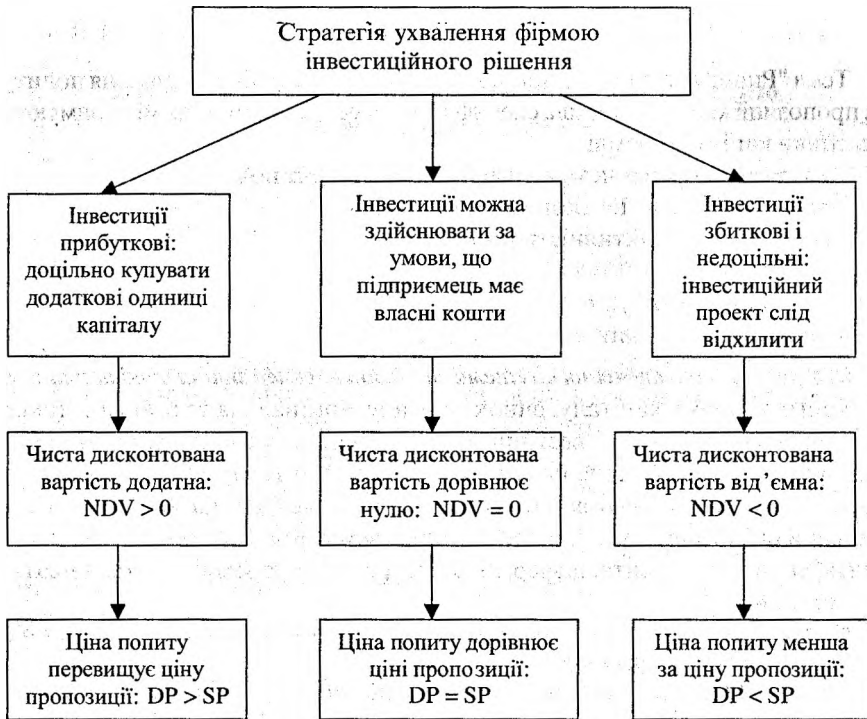 Стратегія ухвалення фірмою
інвестиційного рішення
Інвестиції
прибуткові:
доцільно купувати
додаткові одиниці
капіталу
Інвестиції можна
здійснювати за
умови, що
підприємець має
власні кошти
Інвестиції
збиткові і
недоцільні:
інвестиційний
проект слід
відхилити
Чиста дисконтована
вартість додатна:
NDV > 0
Чиста дисконтована
вартість дорівнює
нулю: NDV = 0
Чиста дисконтована
вартість від’ємна:
NDV < 0
Ціна попиту
перевищує ціну
пропозиції: DP > SP
Ціна попиту дорівнює
ціні пропозиції:
DP = SP
Ціна попиту менша
за ціну пропозиції:
DP < SP